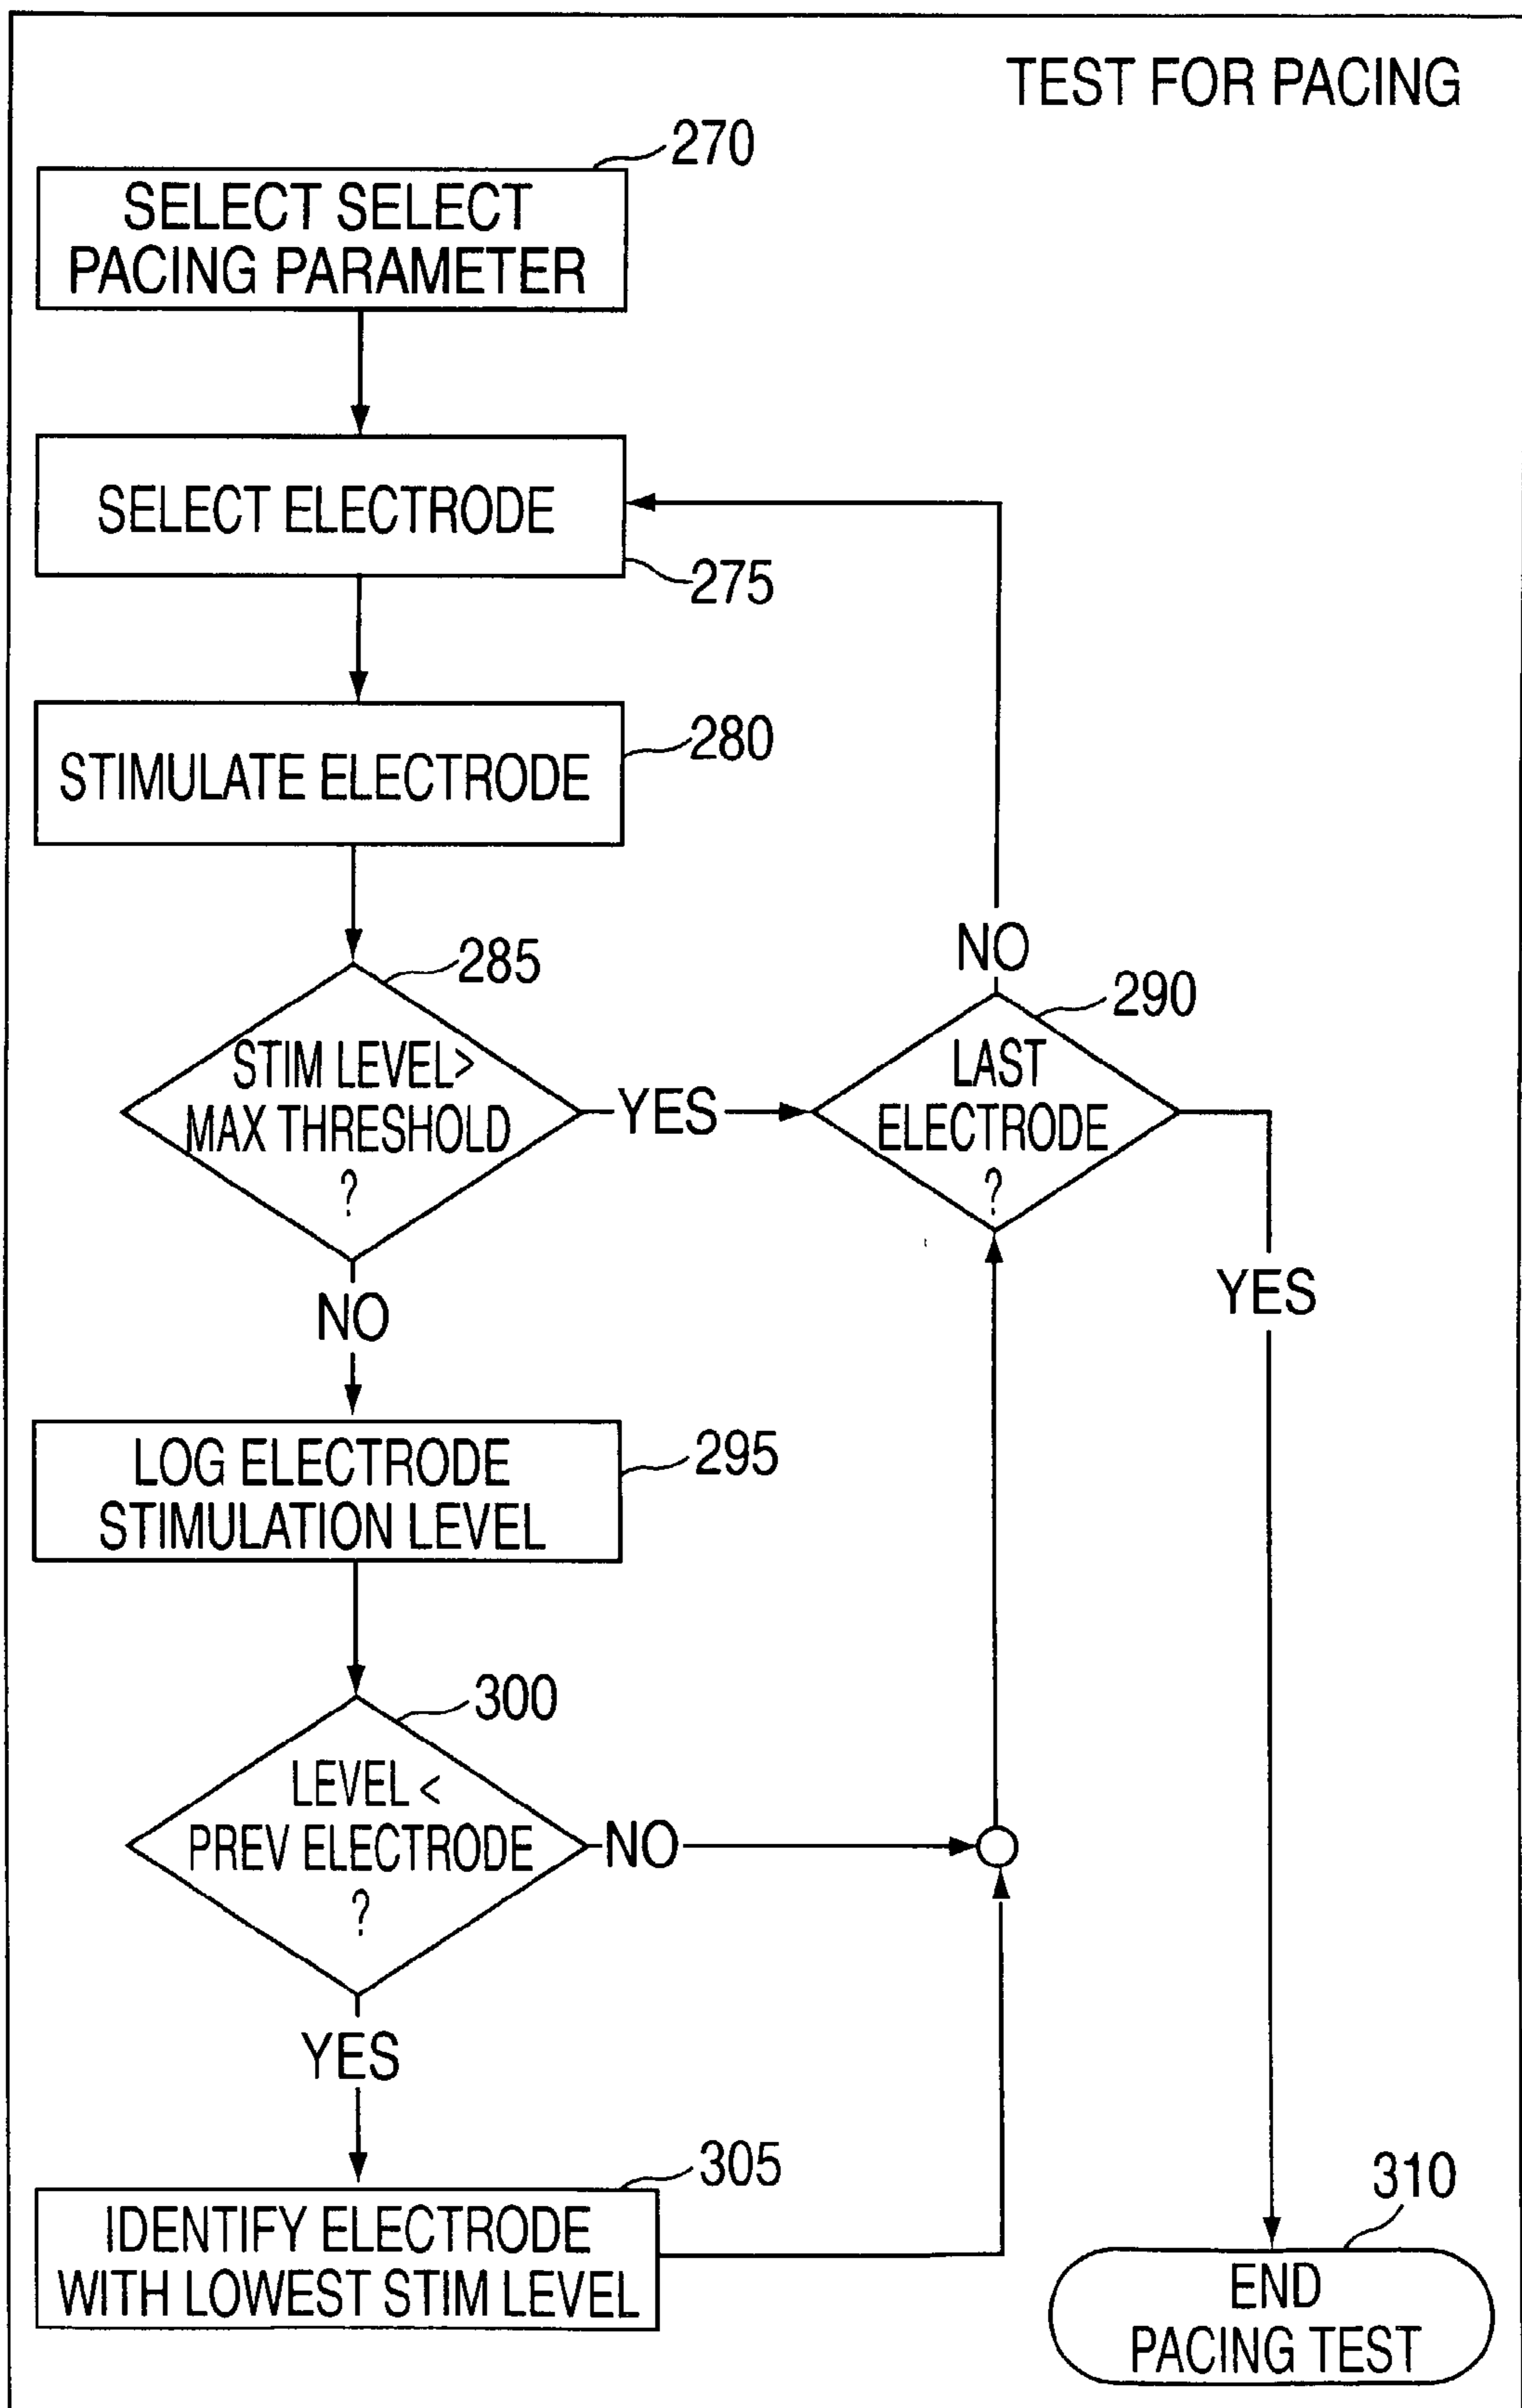 TEST FOR PACING
270
SELECT SELECT
PACING PARAMETER
SELECT ELECTRODE
275
STIMULATE ELECTRODE
280
285
STIM LEVEL>
MAX THRESHOLD
?
YES
NO
290
LAST
ELECTRODE
?
NO
YES
LOG ELECTRODE
STIMULATION LEVEL
295
300
LEVEL <
PREV ELECTRODE
?
NO
YES
305
IDENTIFY ELECTRODE
WITH LOWEST STIM LEVEL
310
END
PACING TEST